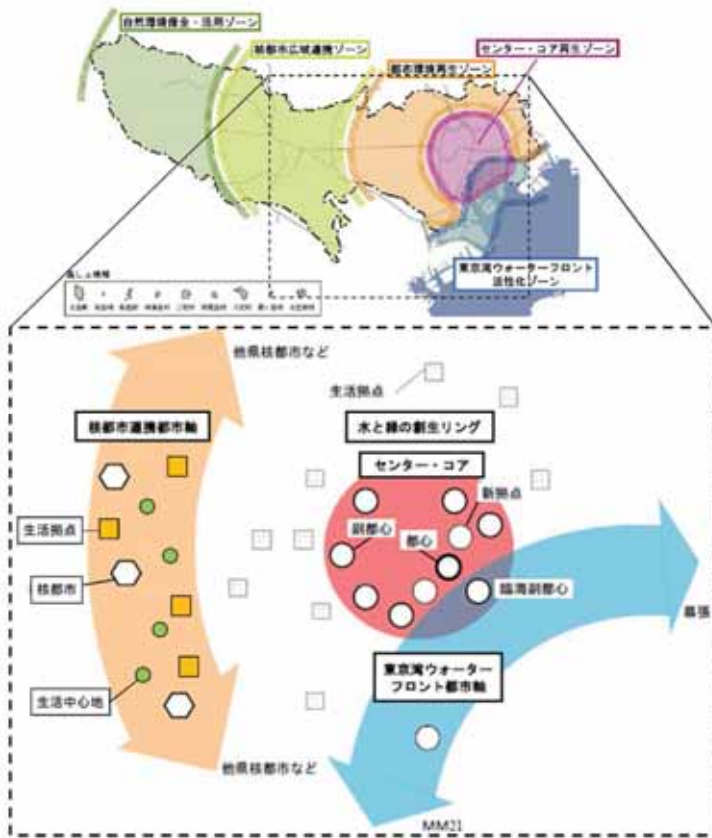 自然環境保全・活用ゾーン
核都市広域連携ゾーン
都市環境再生ゾーン
センター・コア再生ゾーン
東京湾ウォーターフロント
活性化ゾーン
他県核都市など
生活拠点
核都市連携都市軸
水と緑の創生リング
センター・コア
新拠点
副都心
都心
生活拠点
核都市
臨海副都心
幕張
東京湾ウォーター
フロント都市軸
生活中心地
他県核都市など
MM21